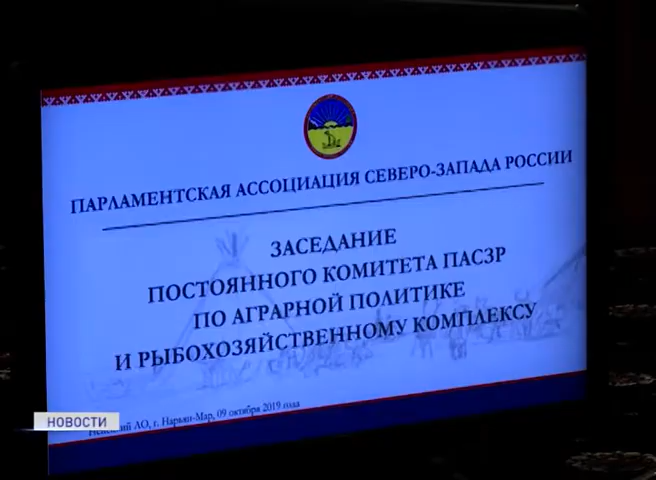 ПАРЛАМЕНТСКАЯ АССОЦИАЦИЯ СЕВЕРО-ЗАПАДА РОССИИ
ЗАСЕДАНИЕ
ПОСТОЯННОГО КОМИТЕТА ПАСЗР
ПО АГРАРНОЙ ПОЛИТИКЕ
И РЫБОХОЗЯЙСТВЕННОМУ КОМПЛЕКСУ
АО, г. Нарьян-Мар, 09 октября 2019 года
НОВОСТИ